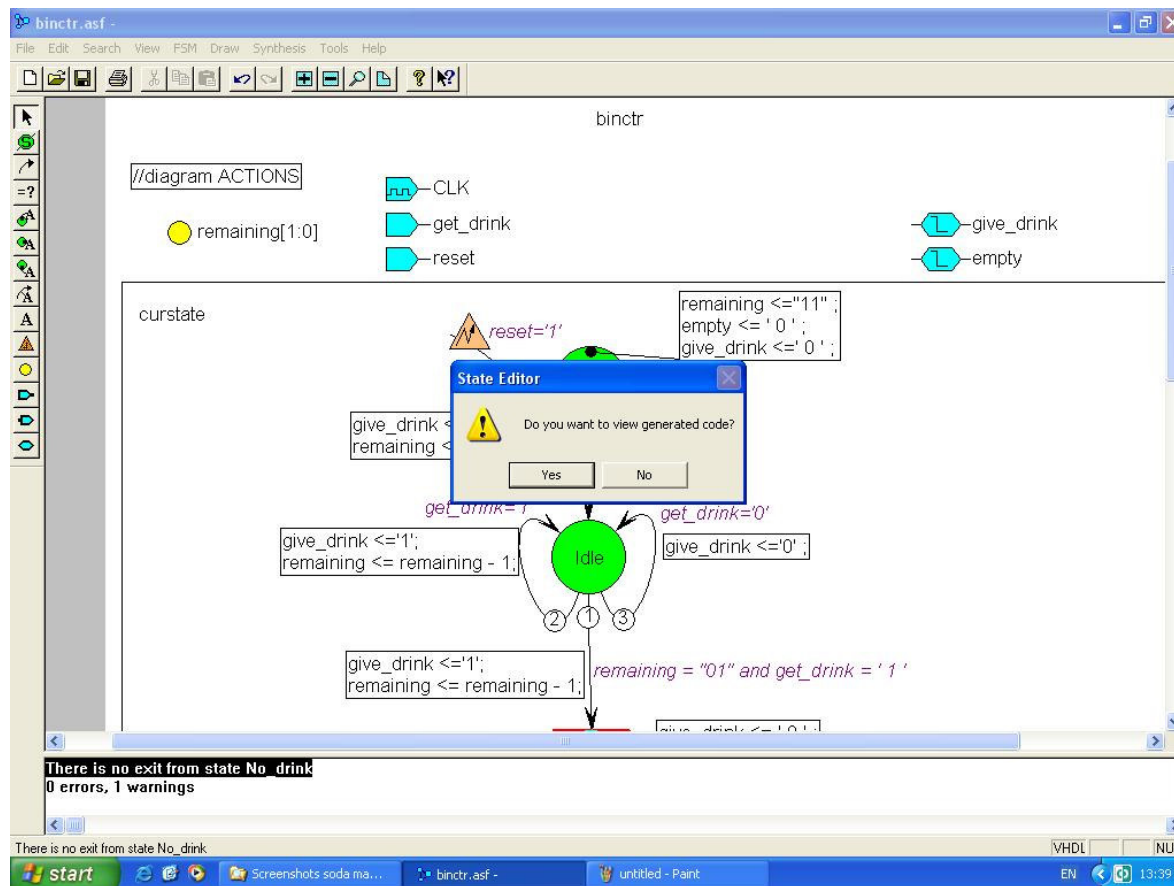 binctr.asf -
File Edit Search View FSM Draw Synthesis Tools Help
=?
S
A
A
A
A
A
binctr
//diagram ACTIONS
CLK
remaining[1:0]
get_drink
give_drink
reset
empty
curstate
reset='1'
remaining <="11" ;
empty <= ' 0 ' ;
give_drink <=' 0 ' ;
State Editor
Do you want to view generated code?
Yes No
give_drink <
remaining <
get_drink='1'
get_drink='0'
give_drink <='1';
remaining <= remaining - 1;
Idle
give_drink <='0' ;
2 1 3
give_drink <='1';
remaining <= remaining - 1;
remaining = "01" and get_drink = ' 1 '
give_drink <= ' 0 ' ;
There is no exit from state No_drink
0 errors, 1 warnings
There is no exit from state No_drink
VHDL NU
start Screenshots soda ma... binctr.asf - untitled - Paint EN 13:39